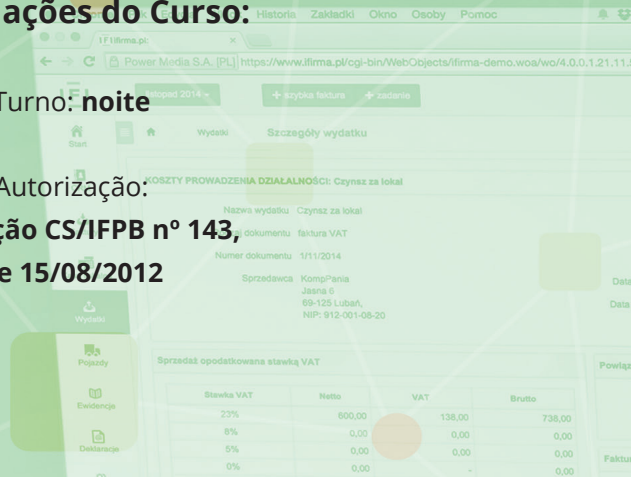 ações do Curso:
Historia Zakładki Okno Osoby Pomoc
1F1Ifirma.pl:
Power Media S.A. [PL] https://www.ifirma.pl/cgi-bin/WebObjects/ifirma-demo.woa/wo/4.0.0.1.21.11.
listopad 2014
+ szybka faktura + zadanie
Turno: noite
Start
Wydatki Szczegóły wydatku
Autorização:
KOSZTY PROWADZENIA DZIAŁALNOŚCI: Czynsz za lokal
Nazwa wydatku Czynsz za lokal
ção CS/IFPB nº 143,
dokumentu faktura VAT
Numer dokumentu 1/11/2014
e 15/08/2012
Sprzedawca KompPania
Jasna 6
69-125 Lubań,
NIP: 912-001-08-20
Data
Data
Wydatki
Pojazdy
Sprzedaż opodatkowana stawką VAT
Powiąz
Ewidencje
Stawka VAT Netto VAT Brutto
23% 600,00 138,00 738,00
8% 0,00 0,00 0,00
Deklaracje
5% 0,00 0,00 0,00
0% 0,00 - 0,00
Faktu